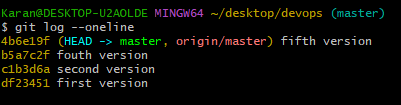 Karan@DESKTOP-U2AOLDE MINGW64 ~/desktop/devops (master)
$ git log --oneline
4b6e19f (HEAD -> master, origin/master) fifth version
b5a7c2f fouth version
c1b3d6a second version
df23451 first version